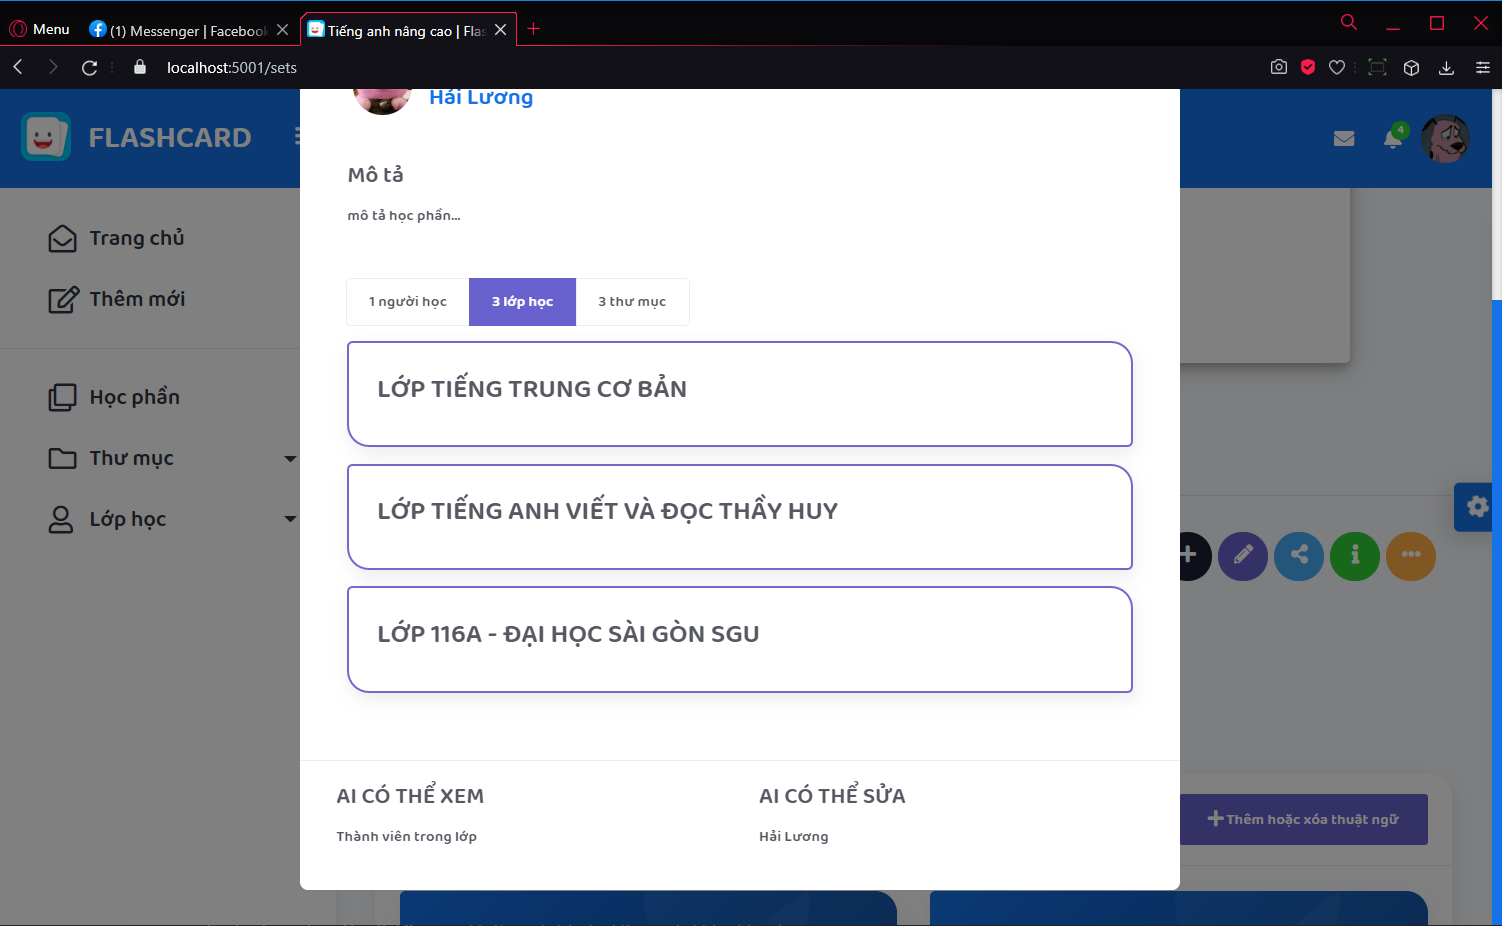 Menu
(1) Messenger | Facebook
Tiếng anh nâng cao | Flas
localhost:5001/sets
FLASHCARD
Hải Lương
4
Trang chủ
Thêm mới
Học phần
Thư mục
Lớp học
Mô tả
mô tả học phần...
1 người học
3 lớp học
3 thư mục
LỚP TIẾNG TRUNG CƠ BẢN
LỚP TIẾNG ANH VIẾT VÀ ĐỌC THẦY HUY
LỚP 116A - ĐẠI HỌC SÀI GÒN SGU
AI CÓ THỂ XEM
Thành viên trong lớp
AI CÓ THỂ SỬA
Hải Lương
Thêm hoặc xóa thuật ngữ